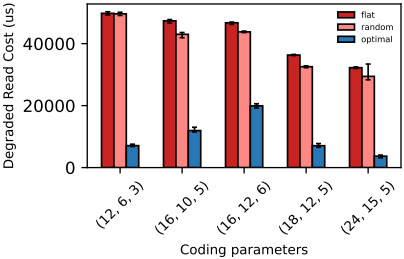 Degraded Read Cost (us)
40000
20000
0
flat
random
optimal
(12, 6, 3)
(16, 10, 5)
(16, 12, 6)
(18, 12, 5)
(24, 15, 5)
Coding parameters